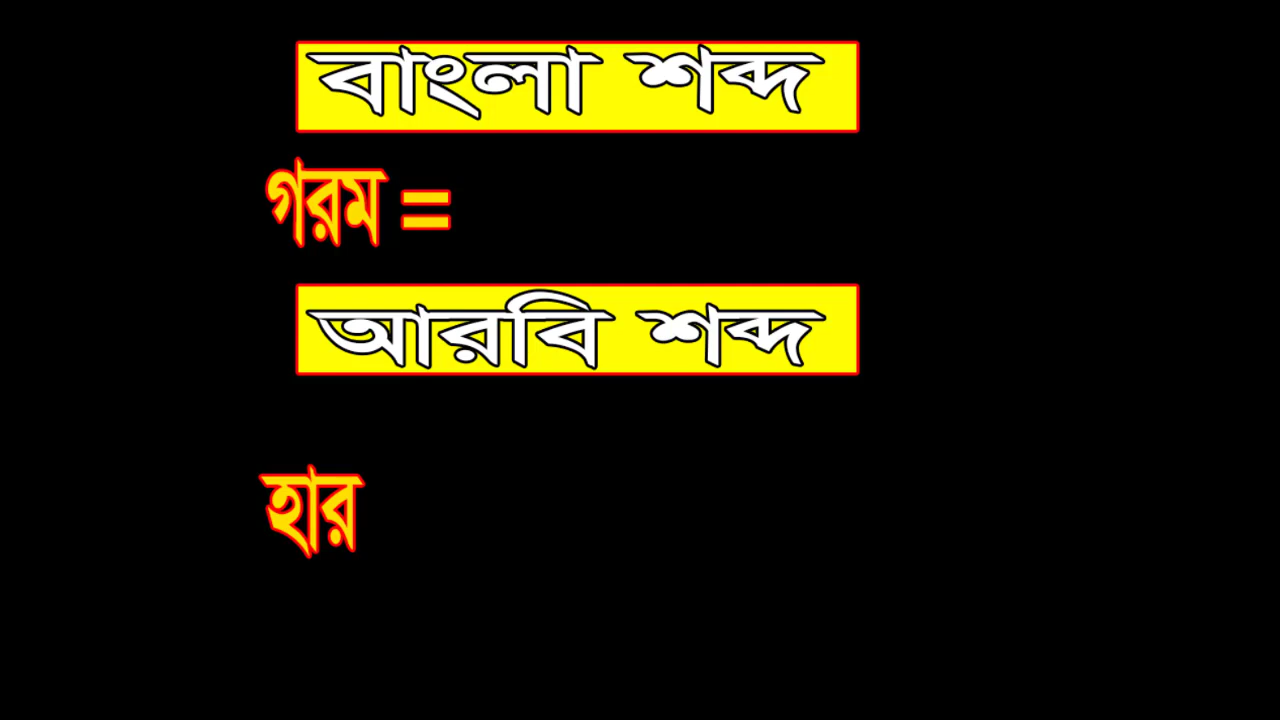 বাংলা শব্দ
গরম =
আরবি শব্দ
হার